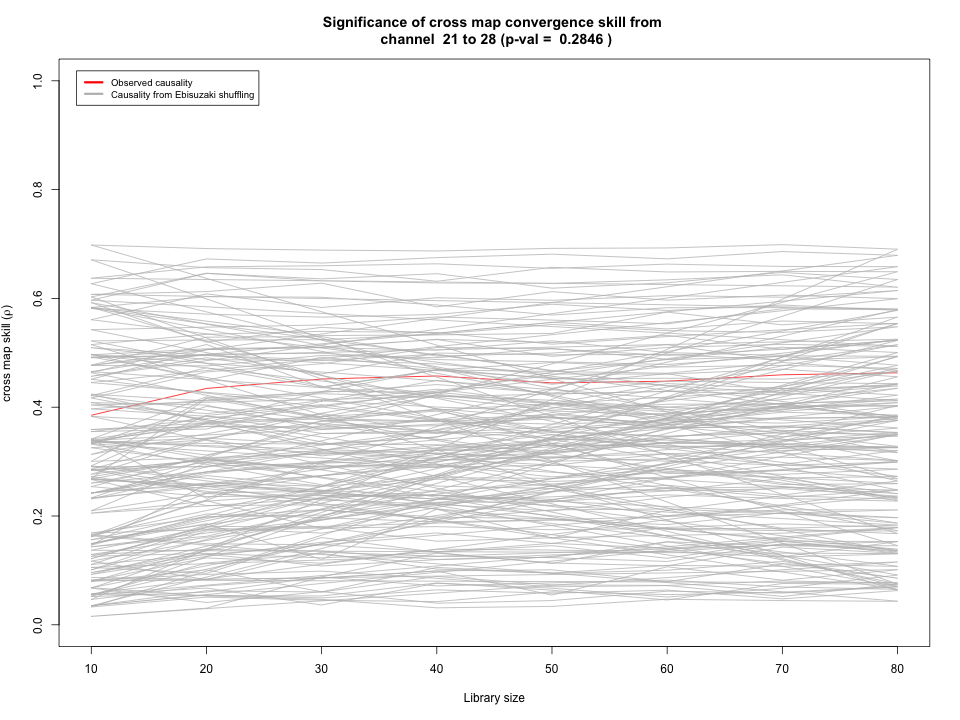 Significance of cross map convergence skill from
channel  21 to 28 (p-val =  0.2846 )
Observed causality
Causality from Ebisuzaki shuffling
cross map skill (ρ)
1.0
0.8
0.6
0.4
0.2
0.0
10 20 30 40 50 60 70 80
Library size